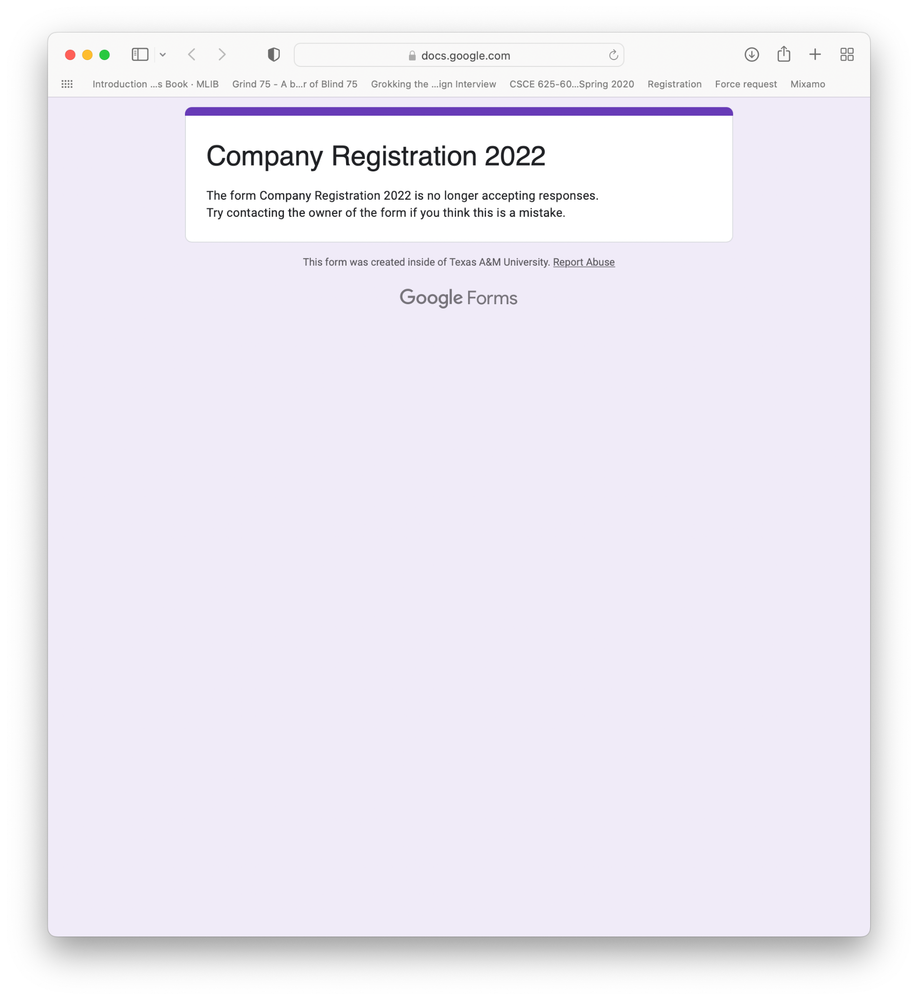 docs.google.com
Introduction ...s Book · MLIB Grind 75 - A b...r of Blind 75 Grokking the ...ign Interview CSCE 625-60...Spring 2020 Registration Force request Mixamo
Company Registration 2022
The form Company Registration 2022 is no longer accepting responses.
Try contacting the owner of the form if you think this is a mistake.
This form was created inside of Texas A&M University. Report Abuse
Google Forms